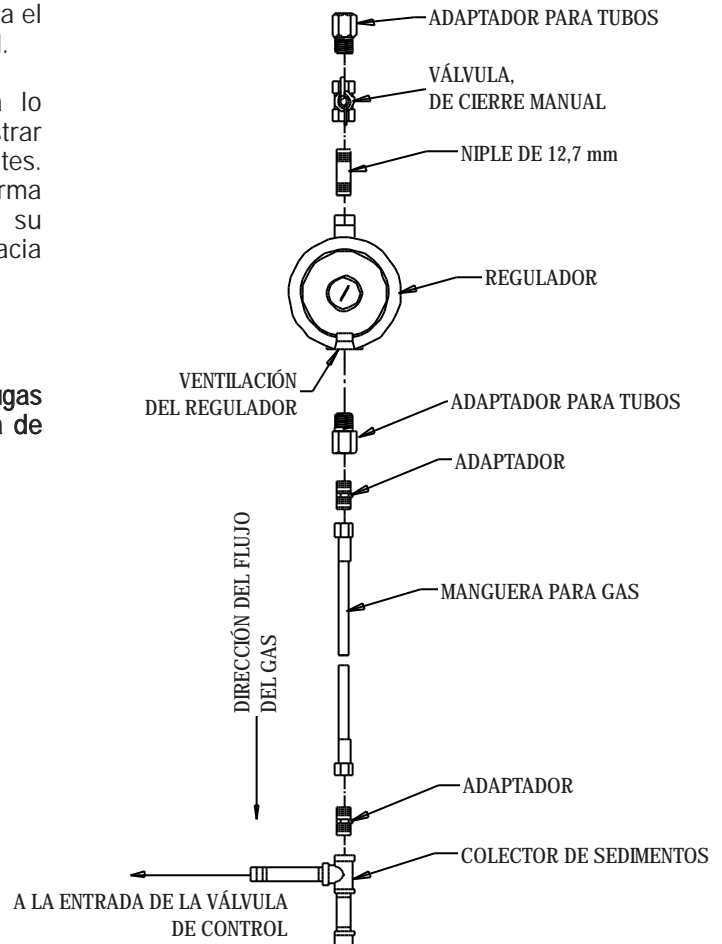 a el
l.
a lo
strar
tes.
rma
su
acia
ugas
a de
ADAPTADOR PARA TUBOS
VÁLVULA,
DE CIERRE MANUAL
NIPLE DE 12,7 mm
REGULADOR
VENTILACIÓN
DEL REGULADOR
ADAPTADOR PARA TUBOS
ADAPTADOR
DIRECCIÓN DEL FLUJO
DEL GAS
MANGUERA PARA GAS
ADAPTADOR
COLECTOR DE SEDIMENTOS
A LA ENTRADA DE LA VÁLVULA
DE CONTROL